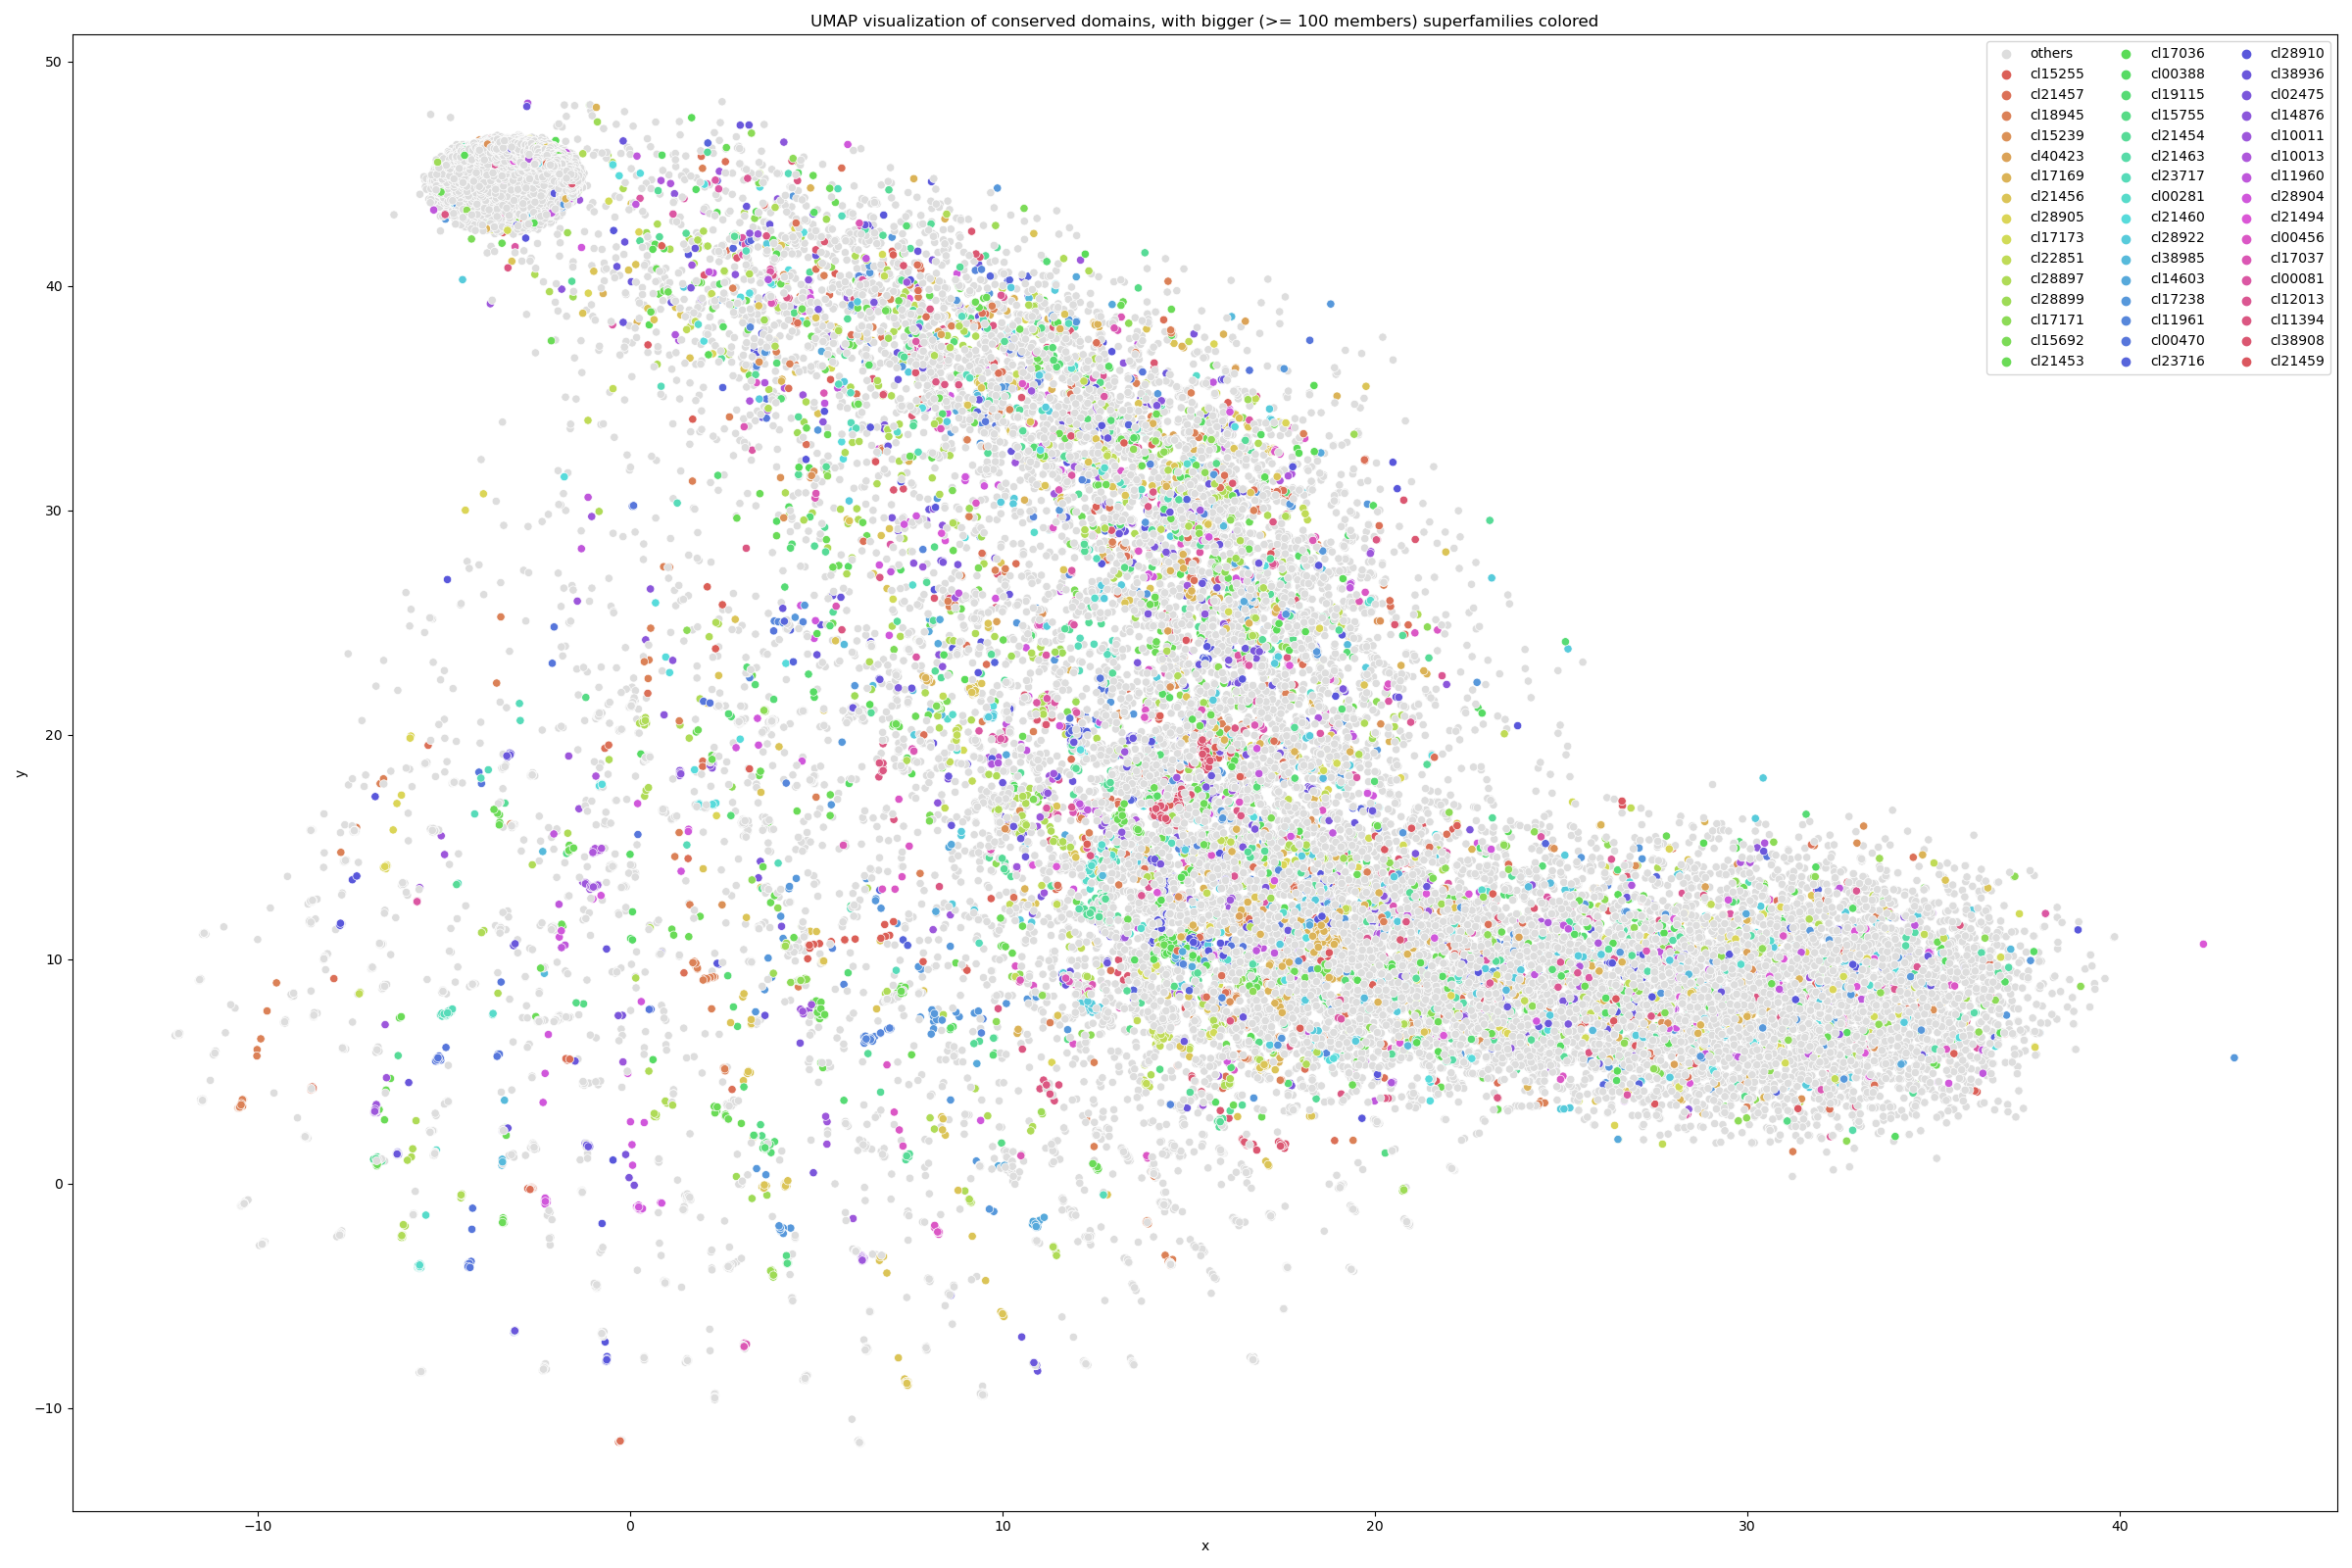 UMAP visualization of conserved domains, with bigger (>= 100 members) superfamilies colored
y
50
40
30
20
10
0
−10
others
cl15255
cl21457
cl18945
cl15239
cl40423
cl17169
cl21456
cl28905
cl17173
cl22851
cl28897
cl28899
cl17171
cl15692
cl21453
cl17036
cl00388
cl19115
cl15755
cl21454
cl21463
cl23717
cl00281
cl21460
cl28922
cl38985
cl14603
cl17238
cl11961
cl00470
cl23716
cl28910
cl38936
cl02475
cl14876
cl10011
cl10013
cl11960
cl28904
cl21494
cl00456
cl17037
cl00081
cl12013
cl11394
cl38908
cl21459
−10
0
10
20
30
40
x